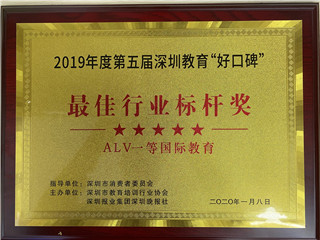 2019年度第五届深圳教育“好口碑”
最佳行业标杆奖
★★★★★
ALV一等国际教育
指导单位：深圳市消费者委员会
主办单位：深圳市教育培训行业协会
深圳报业集团深圳晚报社
二〇二〇年一月八日